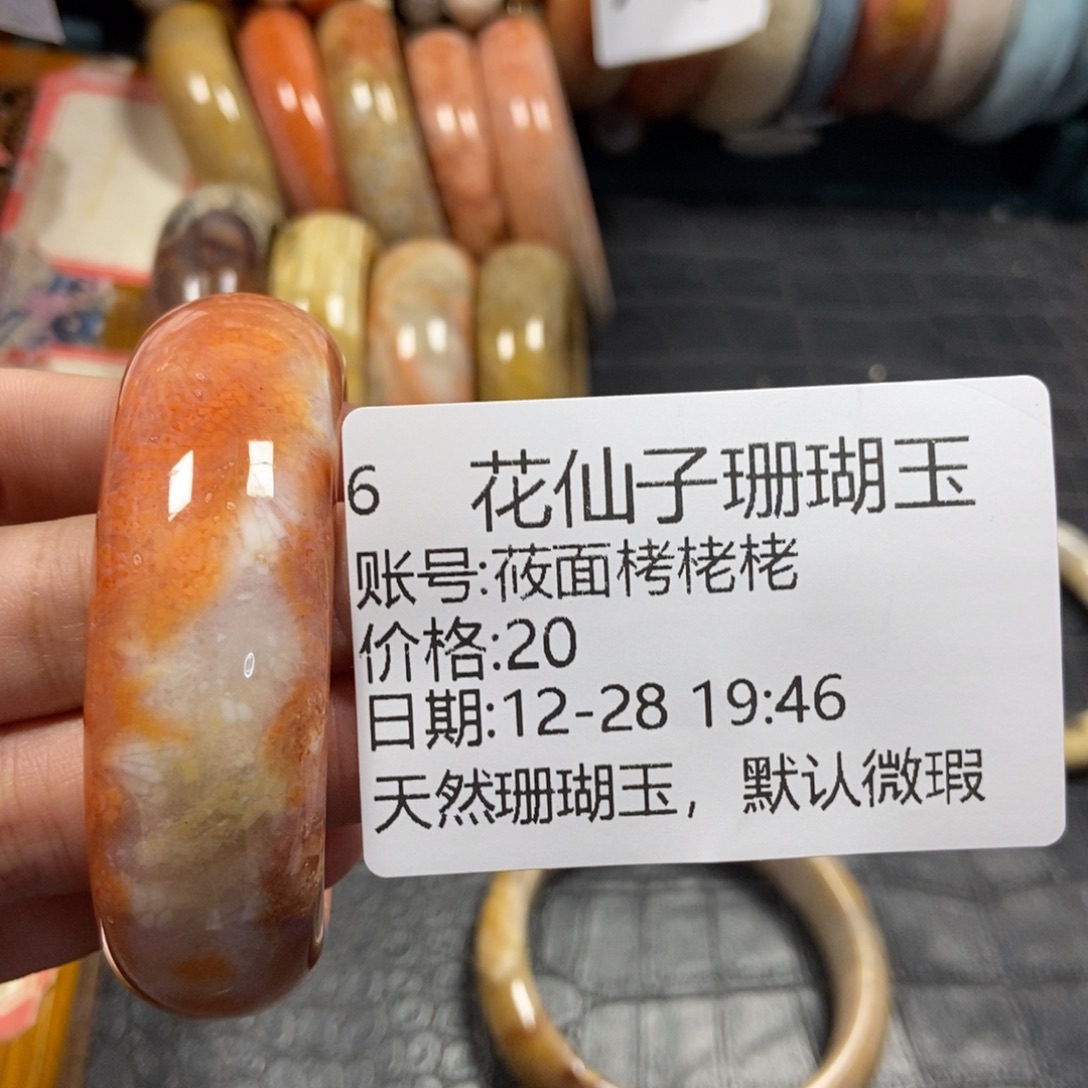 6 花仙子珊瑚玉
账号:莜面栲栳栳
价格:20
日期:12-28 19:46
天然珊瑚玉，默认微瑕